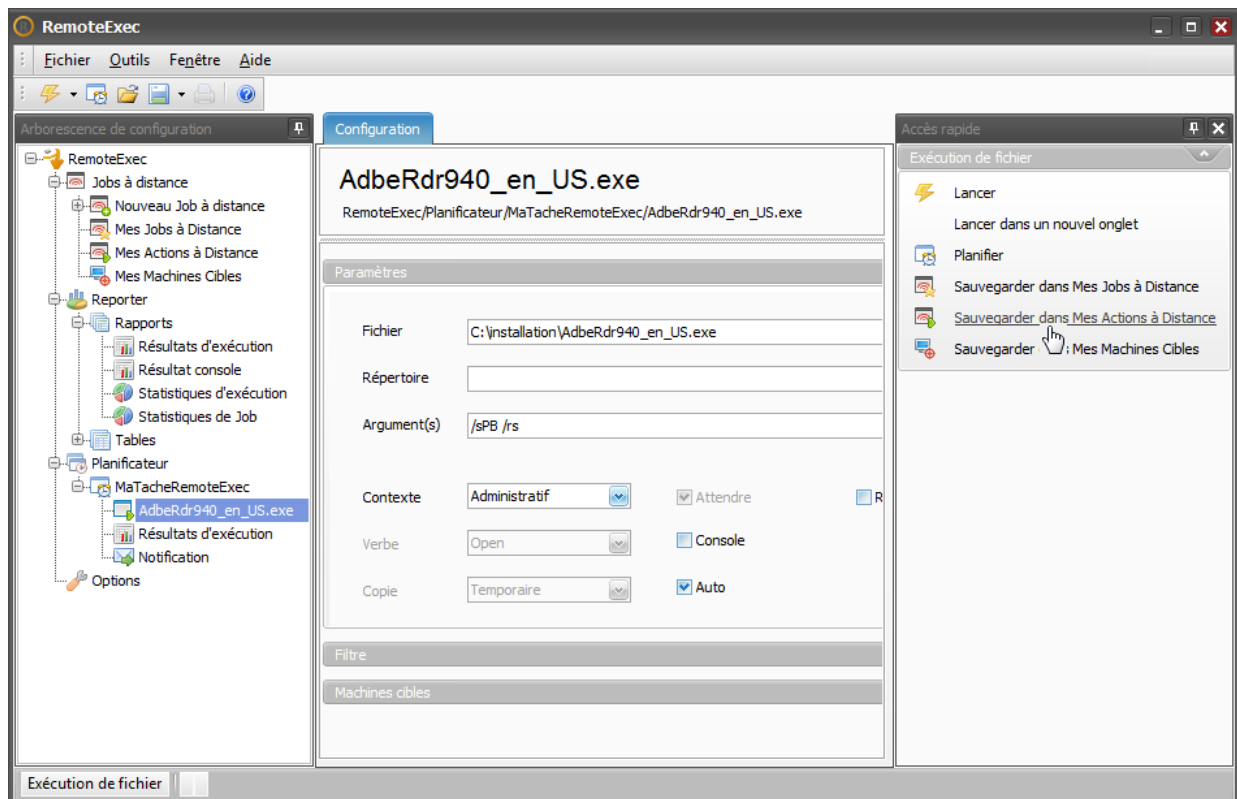 RemoteExec
Fichier Outils Fenêtre Aide
Arborescence de configuration
RemoteExec
Jobs à distance
Nouveau Job à distance
Mes Jobs à Distance
Mes Actions à Distance
Mes Machines Cibles
Reporter
Rapports
Résultats d'exécution
Résultat console
Statistiques d'exécution
Statistiques de Job
Tables
Planificateur
MaTacheRemoteExec
AdbeRdr940_en_US.exe
Résultats d'exécution
Notification
Options
Configuration
AdbeRdr940_en_US.exe
RemoteExec/Planificateur/MaTacheRemoteExec/AdbeRdr940_en_US.exe
Paramètres
Fichier C:\installation\AdbeRdr940_en_US.exe
Répertoire
Argument(s) /sPB /rs
Contexte Administratif Attendre R
Verbe Open Console
Copie Temporaire Auto
Filtre
Machines cibles
Accès rapide
Exécution de fichier
Lancer
Lancer dans un nouvel onglet
Planifier
Sauvegarder dans Mes Jobs à Distance
Sauvegarder dans Mes Actions à Distance
Sauvegarder Mes Machines Cibles
Exécution de fichier